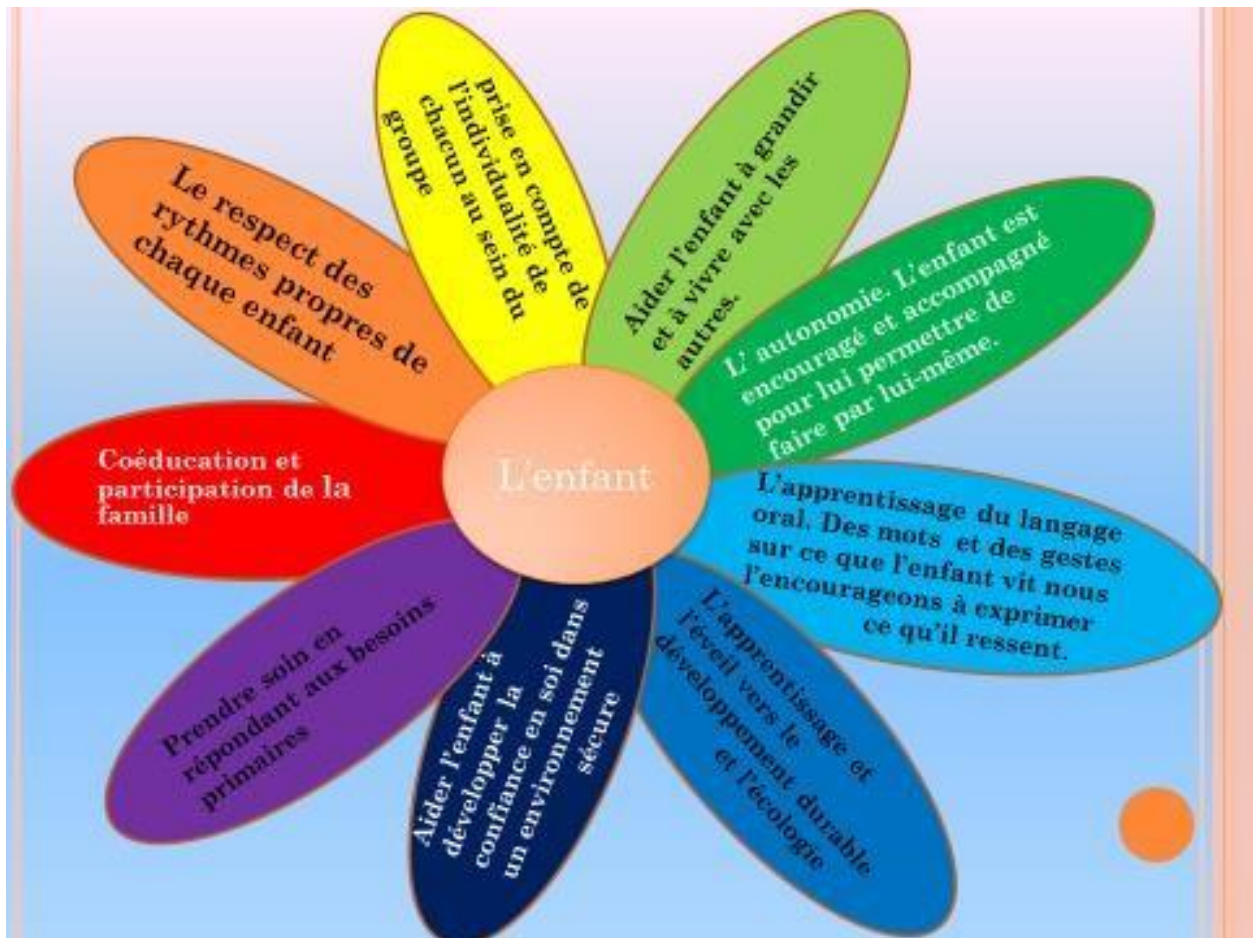 prise en compte de
l'individualité de
chacun au sein du
groupe
Aider l'enfant à grandir
et à vivre avec les
autres.
L' autonomie. L'enfant est
encouragé et accompagné
pour lui permettre de
faire par lui-même.
L'apprentissage du langage
oral. Des mots et des gestes
sur ce que l'enfant vit nous
l'encourageons à exprimer
ce qu'il ressent.
L'apprentissage et
l'éveil vers le
développement durable
et l'écologie
Aider l'enfant à
développer la
confiance en soi dans
un environnement
sécure
Prendre soin en
répondant aux besoins
primaires
Coéducation et
participation de la
famille
Le respect des
rythmes propres de
chaque enfant
L'enfant